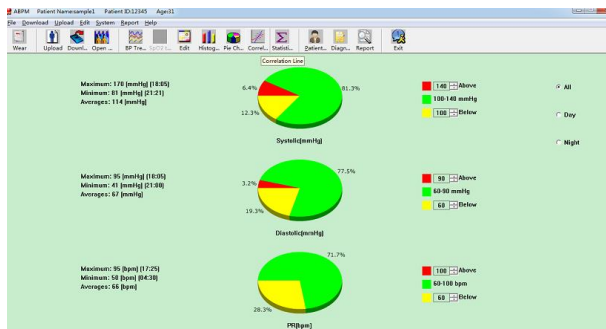 ABPM Patient Name:sample1 Patient ID:12345 Age:31
File Download Upload Edit System Report Help
Wear Upload Downl... Open ... BP Tre... Edit Histog... Pie Ch... Correl... Statisti... Patient... Diagn... Report Exit
Correlation Line
Maximum: 170 [mmHg] (18:05)
Minimum: 81 [mmHg] (21:21)
Averages: 114 [mmHg]
6.4%
81.3%
12.3%
Systolic[mmHg]
140 Above
100-140 mmHg
100 Below
All
Day
Night
Maximum: 95 [mmHg] (18:05)
Minimum: 41 [mmHg] (21:00)
Averages: 67 [mmHg]
77.5%
3.2%
19.3%
Diastolic[mmHg]
90 Above
60-90 mmHg
60 Below
Maximum: 95 [bpm] (17:25)
Minimum: 58 [bpm] (04:30)
Averages: 66 [bpm]
71.7%
28.3%
PR[bpm]
100 Above
60-100 bpm
60 Below